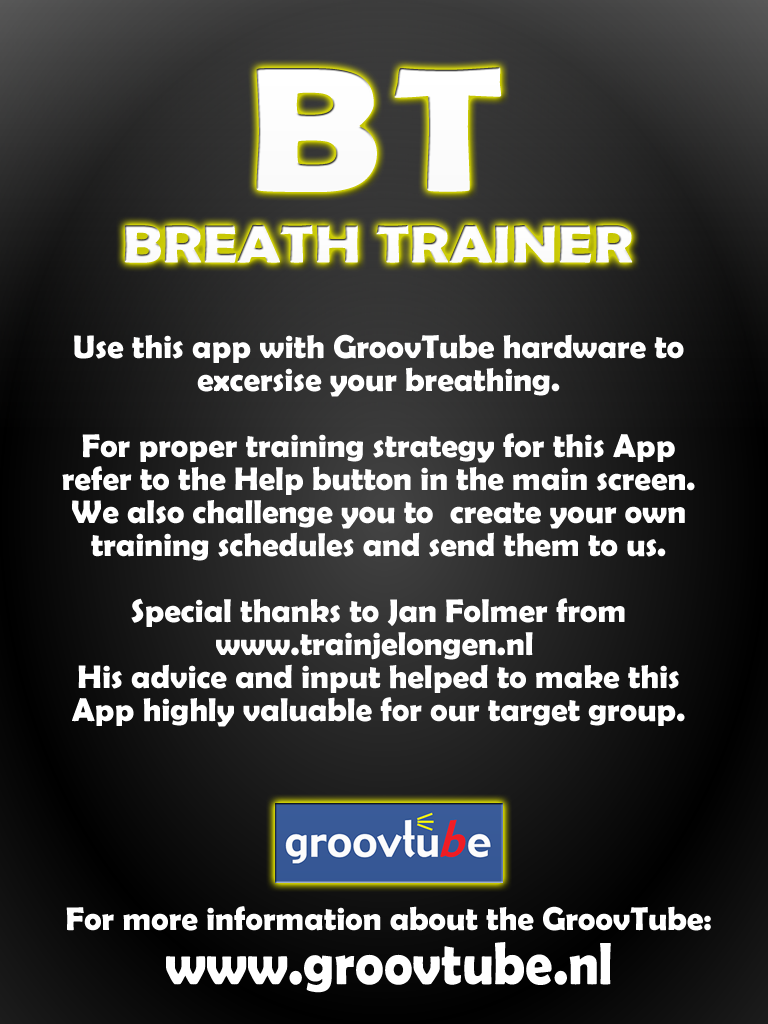 BT
BREATH TRAINER
Use this app with GroovTube hardware to
excersise your breathing.
For proper training strategy for this App
refer to the Help button in the main screen.
We also challenge you to  create your own
training schedules and send them to us.
Special thanks to Jan Folmer from
www.trainjelongen.nl
His advice and input helped to make this
App highly valuable for our target group.
groovtube
For more information about the GroovTube:
www.groovtube.nl